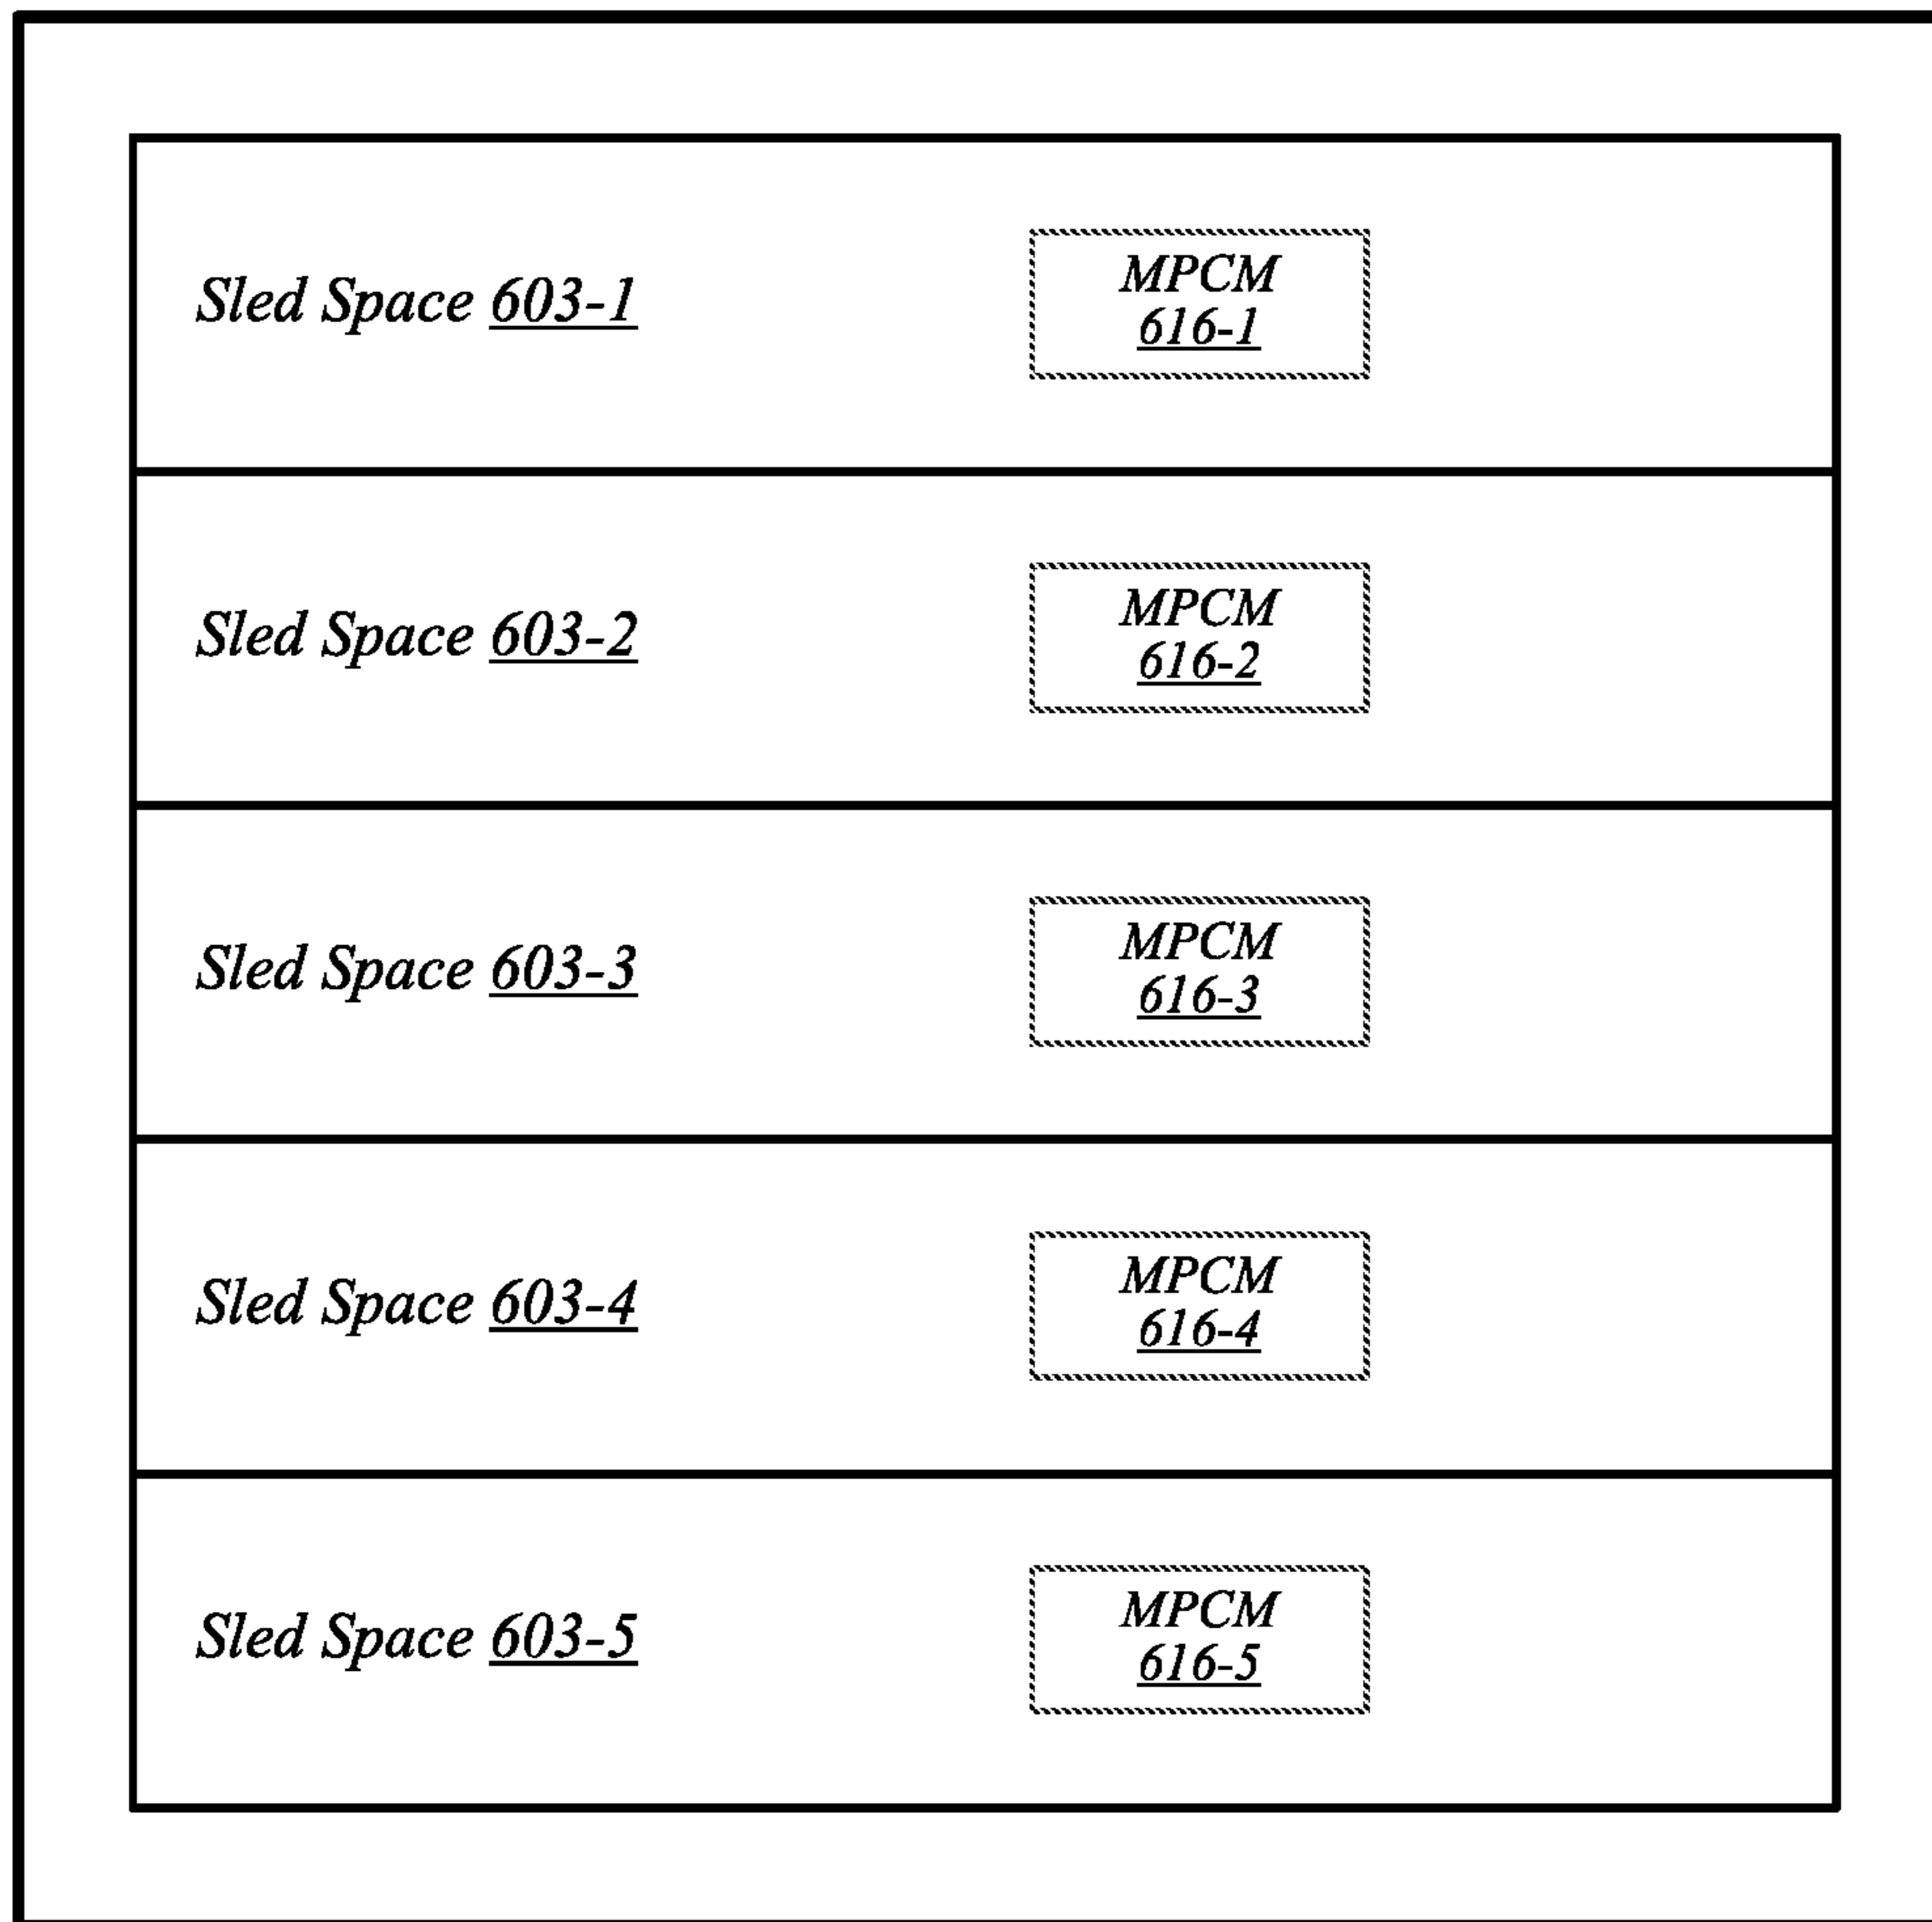 Sled Space 603-1
MPCM
616-1
Sled Space 603-2
MPCM
616-2
Sled Space 603-3
MPCM
616-3
Sled Space 603-4
MPCM
616-4
Sled Space 603-5
MPCM
616-5